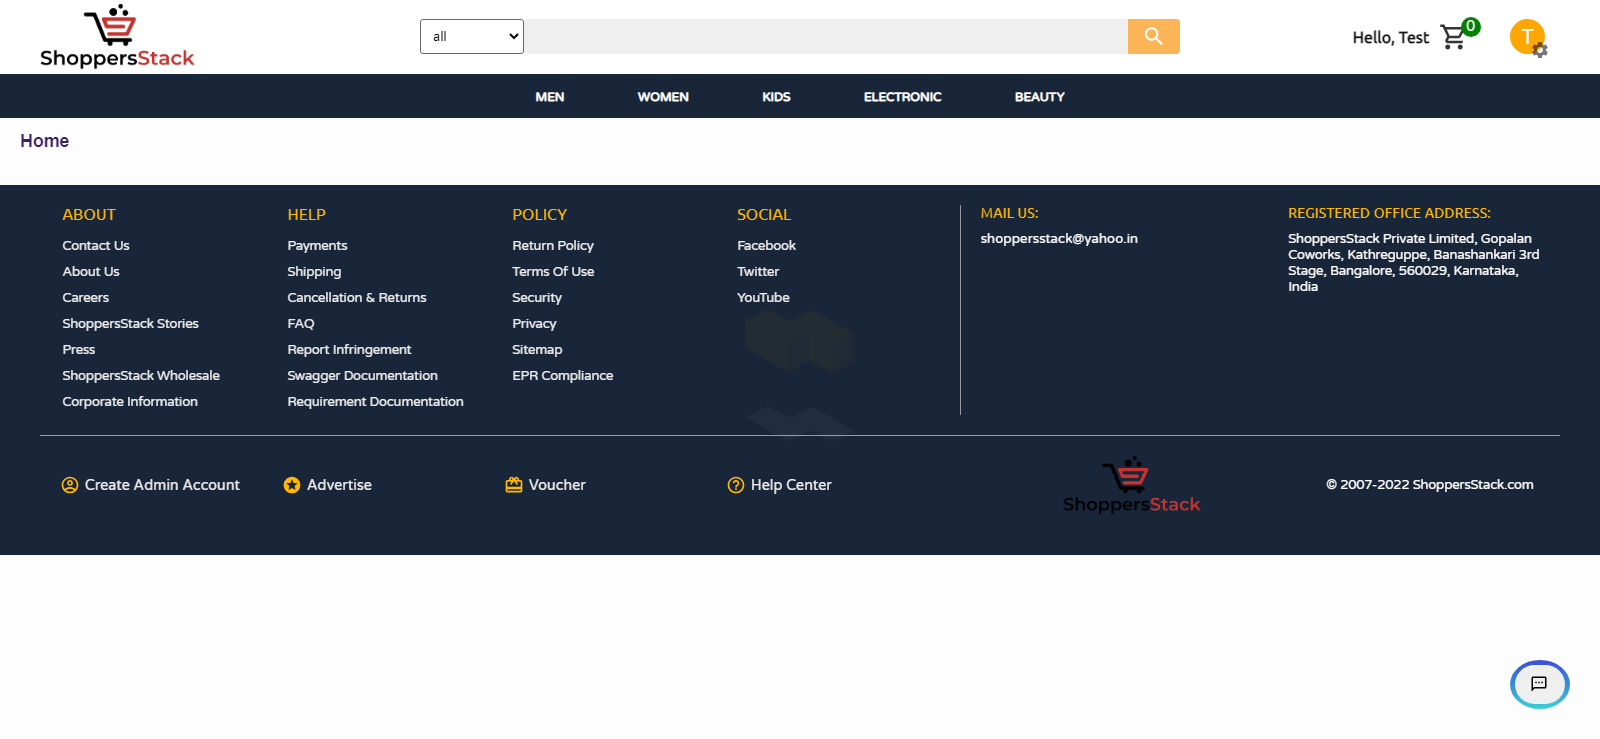 ShoppersStack
all
Hello, Test
0
T
MEN WOMEN KIDS ELECTRONIC BEAUTY
Home
ABOUT
Contact Us
About Us
Careers
ShoppersStack Stories
Press
ShoppersStack Wholesale
Corporate Information
HELP
Payments
Shipping
Cancellation & Returns
FAQ
Report Infringement
Swagger Documentation
Requirement Documentation
POLICY
Return Policy
Terms Of Use
Security
Privacy
Sitemap
EPR Compliance
SOCIAL
Facebook
Twitter
YouTube
MAIL US:
shoppersstack@yahoo.in
REGISTERED OFFICE ADDRESS:
ShoppersStack Private Limited, Gopalan
Coworks, Kathreguppe, Banashankari 3rd
Stage, Bangalore, 560029, Karnataka,
India
Create Admin Account
Advertise
Voucher
Help Center
ShoppersStack
© 2007-2022 ShoppersStack.com